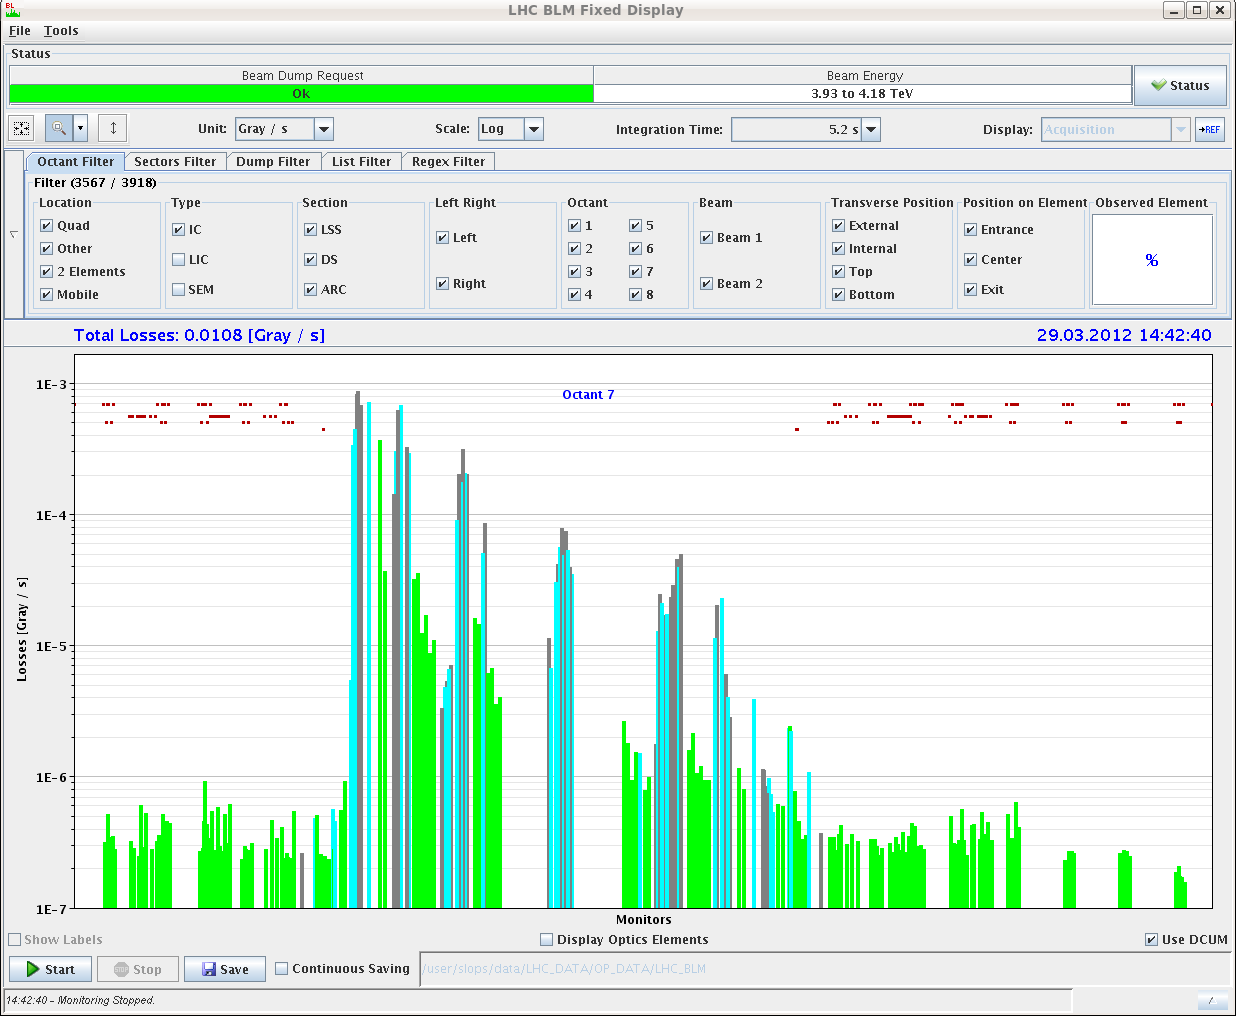 BL
LHC BLM Fixed Display
File Tools
Status
Beam Dump Request Beam Energy
Ok 3.93 to 4.18 TeV
Status
Unit: Gray / s Scale: Log Integration Time: 5.2 s Display: Acquisition REF
Octant Filter Sectors Filter Dump Filter List Filter Regex Filter
Filter (3567 / 3918)
Location Type Section Left Right Octant Beam Transverse Position Position on Element Observed Element
Quad IC LSS Left 1 5 Beam 1 External Entrance
Other LIC DS 2 6 Internal Center %
2 Elements SEM ARC Right 3 7 Beam 2 Top Exit
Mobile 4 8 Bottom
Total Losses: 0.0108 [Gray / s] 29.03.2012 14:42:40
Octant 7
1E-3
1E-4
1E-5
1E-6
1E-7
Losses [Gray / s]
Monitors
Show Labels Display Optics Elements Use DCUM
Start STOP Stop Save Continuous Saving /user/slops/data/LHC_DATA/OP_DATA/LHC_BLM
14:42:40 - Monitoring Stopped.